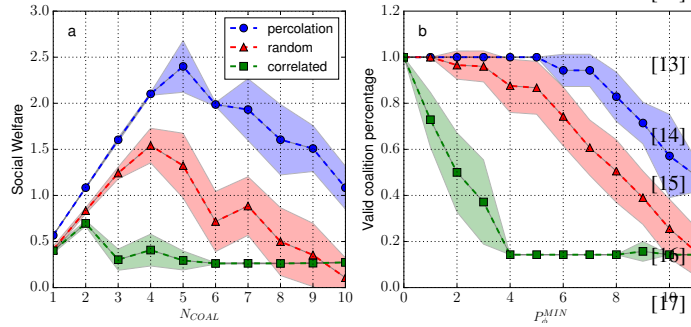 a
percolation
random
correlated
Social Welfare
3.0
2.5
2.0
1.5
1.0
0.5
0.0
1 2 3 4 5 6 7 8 9 10
N_COAL
b
Valid coalition percentage
1.2
1.0
0.8
0.6
0.4
0.2
0.0
0 2 4 6 8 10
P_ϕ^MIN
[13]
[14]
[15]
[16]
[17]